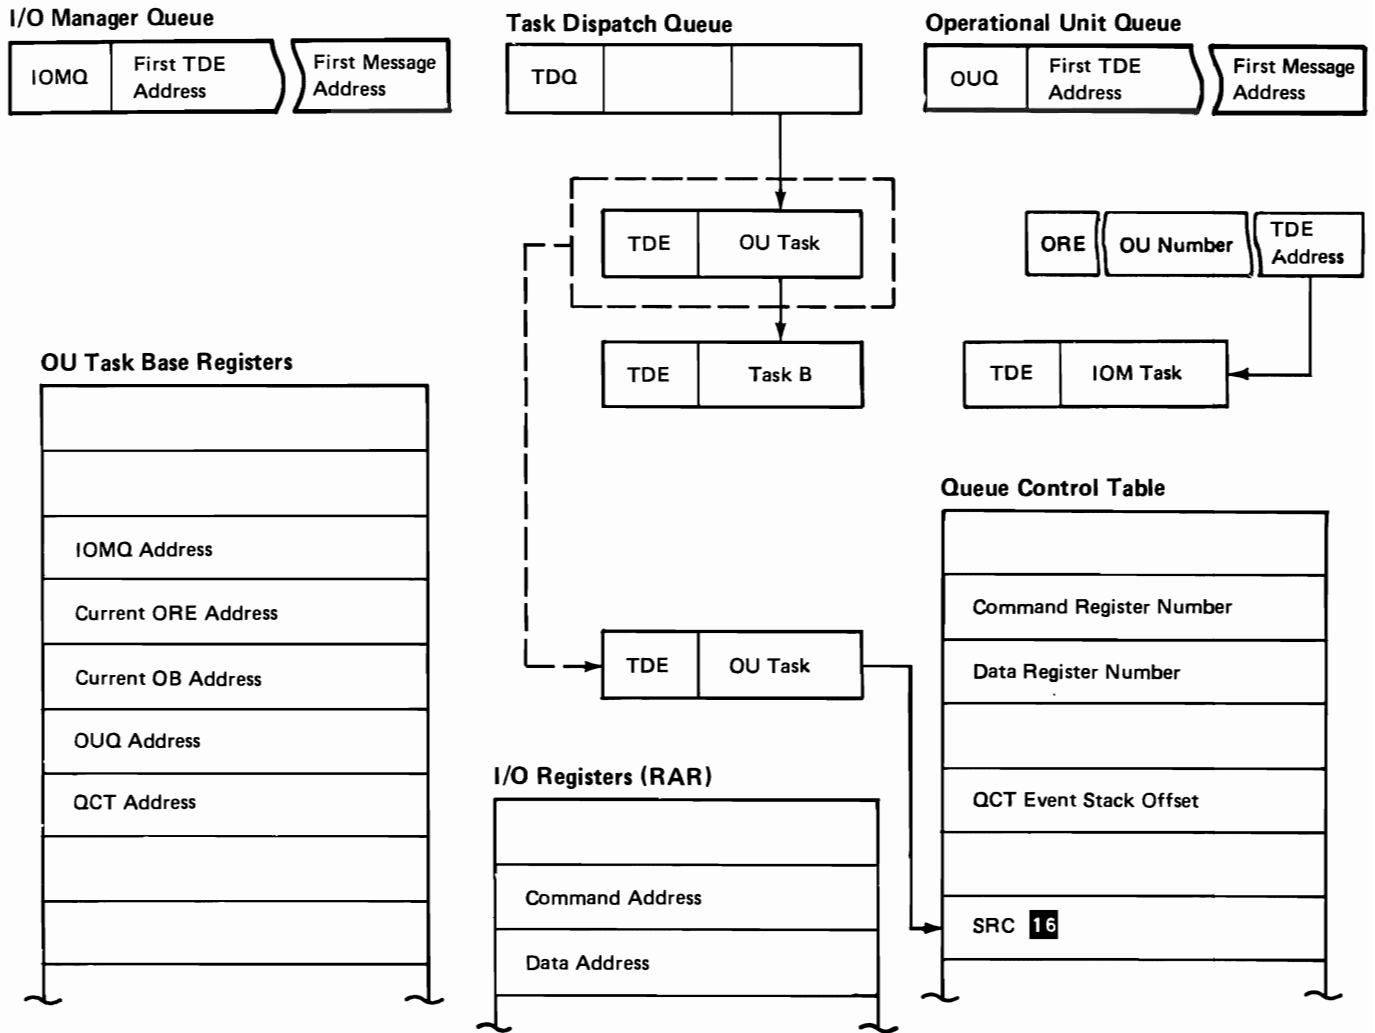 I/O Manager Queue
IOMQ
First TDE
Address
First Message
Address
Task Dispatch Queue
TDQ
Operational Unit Queue
OUQ
First TDE
Address
First Message
Address
TDE
OU Task
ORE
OU Number
TDE
Address
TDE
Task B
TDE
IOM Task
OU Task Base Registers
IOMQ Address
Current ORE Address
Current OB Address
OUQ Address
QCT Address
TDE
OU Task
I/O Registers (RAR)
Command Address
Data Address
Queue Control Table
Command Register Number
Data Register Number
QCT Event Stack Offset
SRC 16